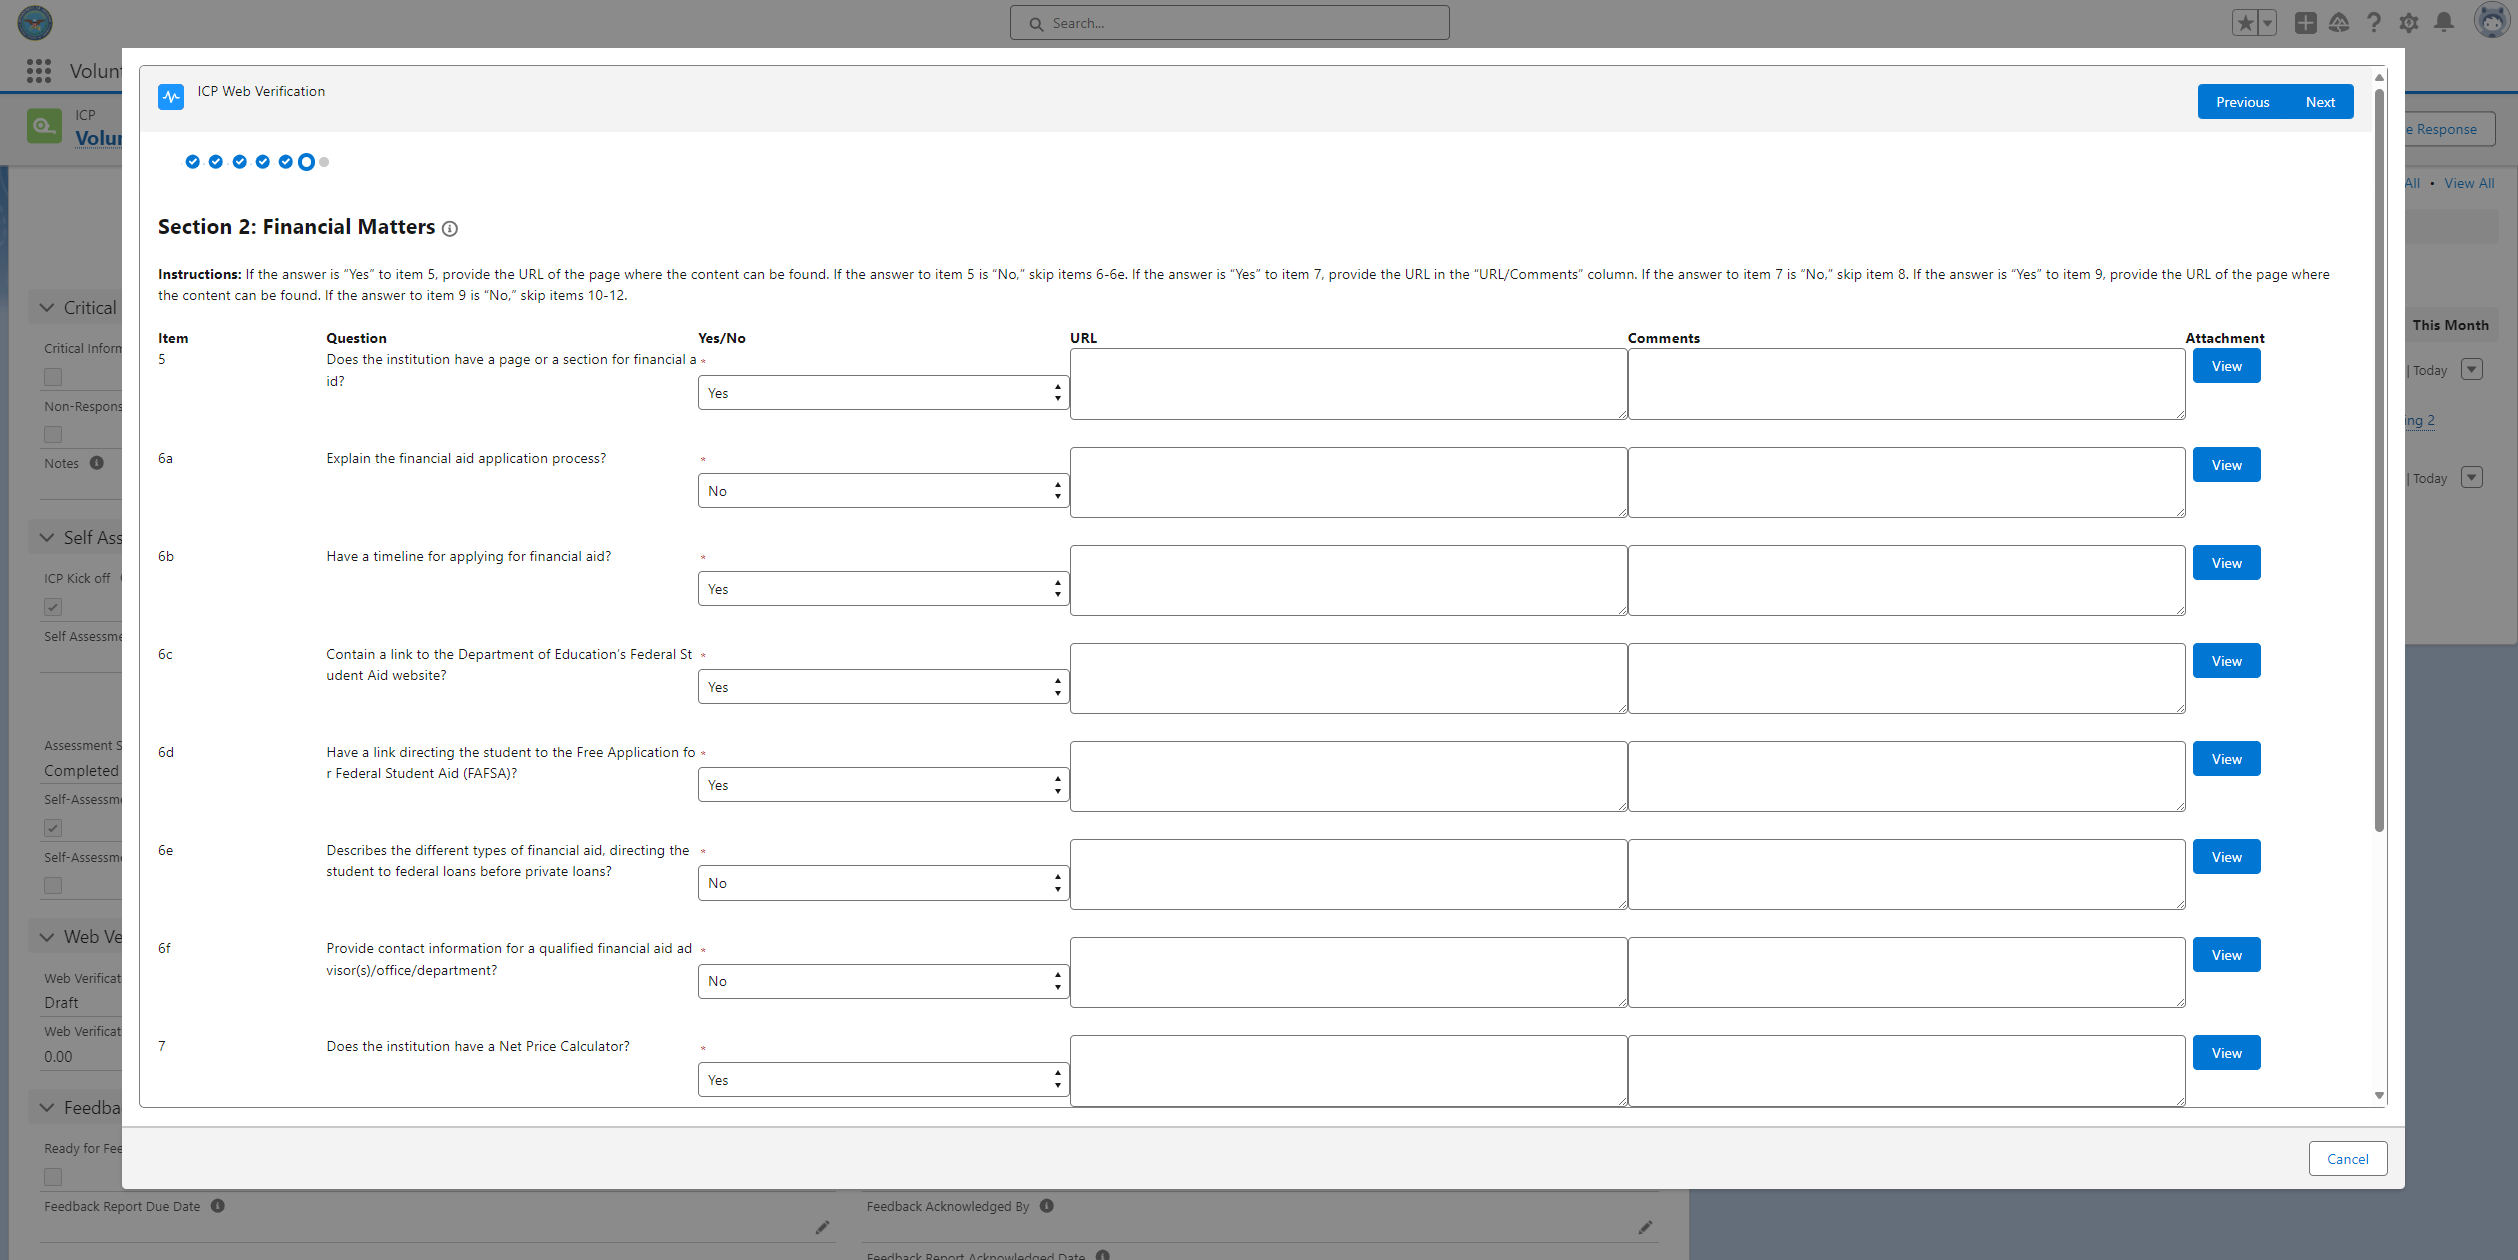 Search...
Volun
ICP
Volun
ICP Web Verification
Previous
Next
e Response
All • View All
Section 2: Financial Matters
Instructions: If the answer is “Yes” to item 5, provide the URL of the page where the content can be found. If the answer to item 5 is “No,” skip items 6-6e. If the answer is “Yes” to item 7, provide the URL in the “URL/Comments” column. If the answer to item 7 is “No,” skip item 8. If the answer is “Yes” to item 9, provide the URL of the page where
the content can be found. If the answer to item 9 is “No,” skip items 10-12.
Item Question Yes/No URL Comments Attachment
5 Does the institution have a page or a section for financial a *
id?
Yes
View
6a Explain the financial aid application process? *
No
View
6b Have a timeline for applying for financial aid? *
Yes
View
6c Contain a link to the Department of Education’s Federal St *
udent Aid website?
Yes
View
6d Have a link directing the student to the Free Application fo *
r Federal Student Aid (FAFSA)?
Yes
View
6e Describes the different types of financial aid, directing the *
student to federal loans before private loans?
No
View
6f Provide contact information for a qualified financial aid ad *
visor(s)/office/department?
No
View
7 Does the institution have a Net Price Calculator? *
Yes
View
Cancel
Critical
Critical Inform
Non-Respons
Notes
Self Ass
ICP Kick off
Self Assessme
Assessment S
Completed
Self-Assessme
Self-Assessme
Web Ve
Web Verificat
Draft
Web Verificat
0.00
Feedba
Ready for Fee
Feedback Report Due Date
Feedback Acknowledged By
Feedback Report Acknowledged Date
This Month
| Today
ing 2
| Today